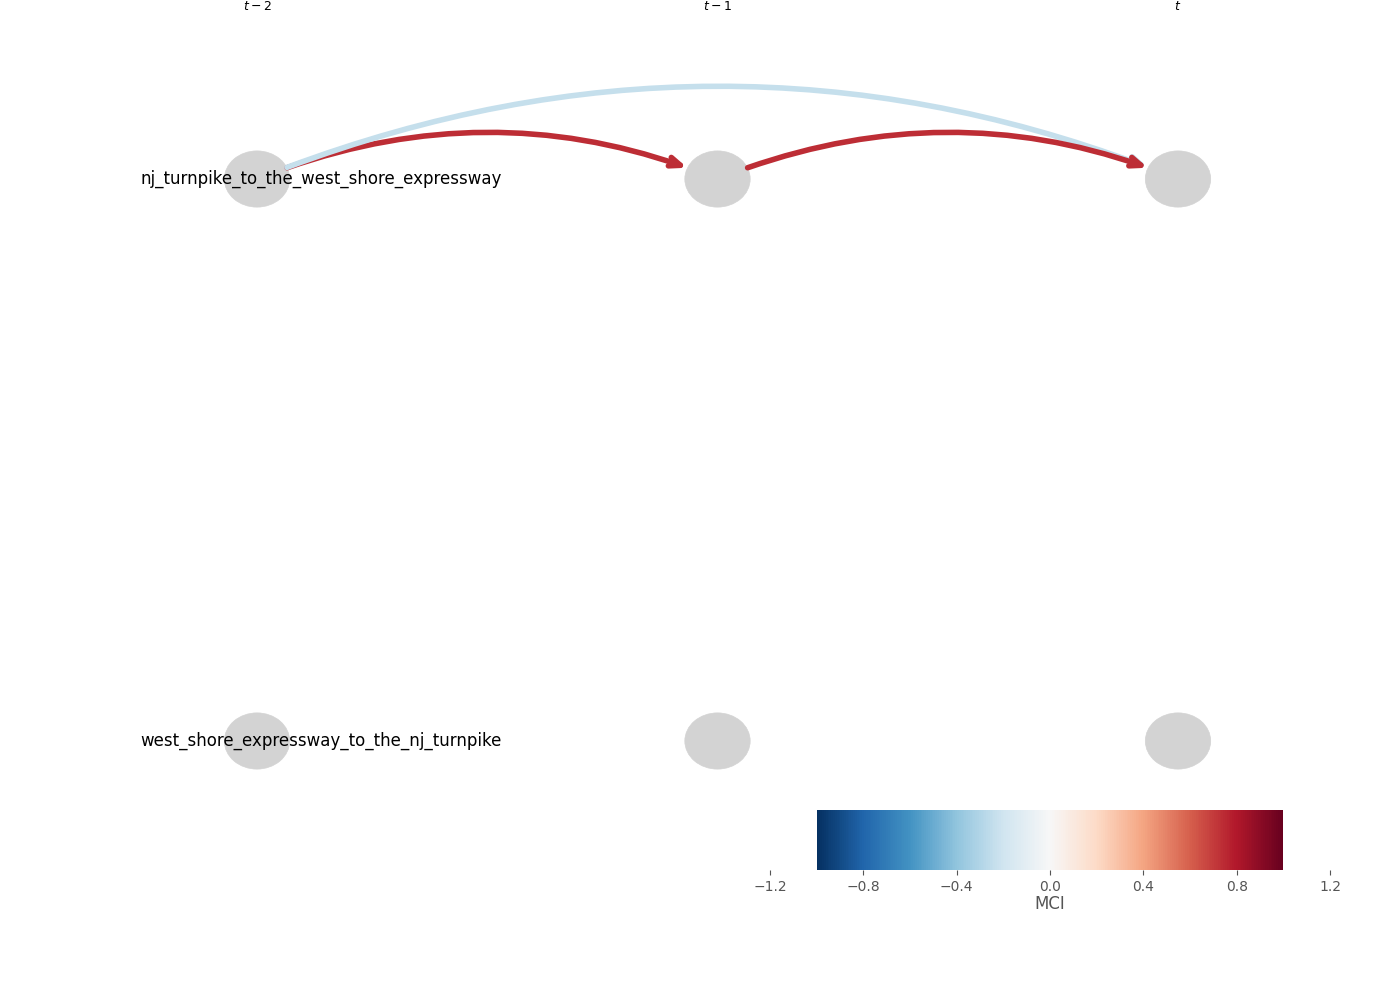 t − 2 t − 1 t
nj_turnpike_to_the_west_shore_expressway
west_shore_expressway_to_the_nj_turnpike
−1.2 −0.8 −0.4 0.0 0.4 0.8 1.2
MCI